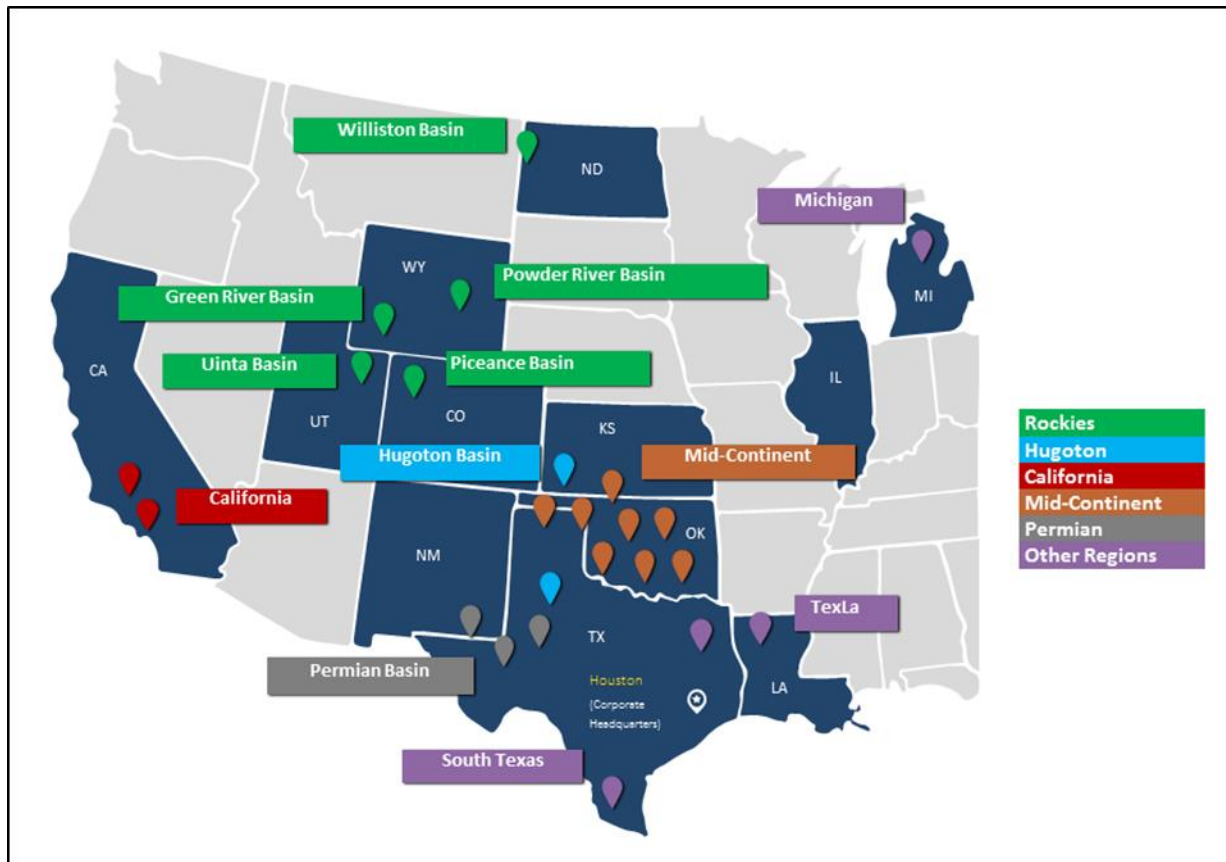 Williston Basin
ND
Michigan
WY
Powder River Basin
Green River Basin
MI
CA
Uinta Basin
Piceance Basin
IL
UT
CO
KS
Rockies
Hugoton Basin
Mid-Continent
Hugoton
California
California
Mid-Continent
OK
Permian
NM
Other Regions
TexLa
TX
Permian Basin
Houston
(Corporate
Headquarters)
LA
South Texas